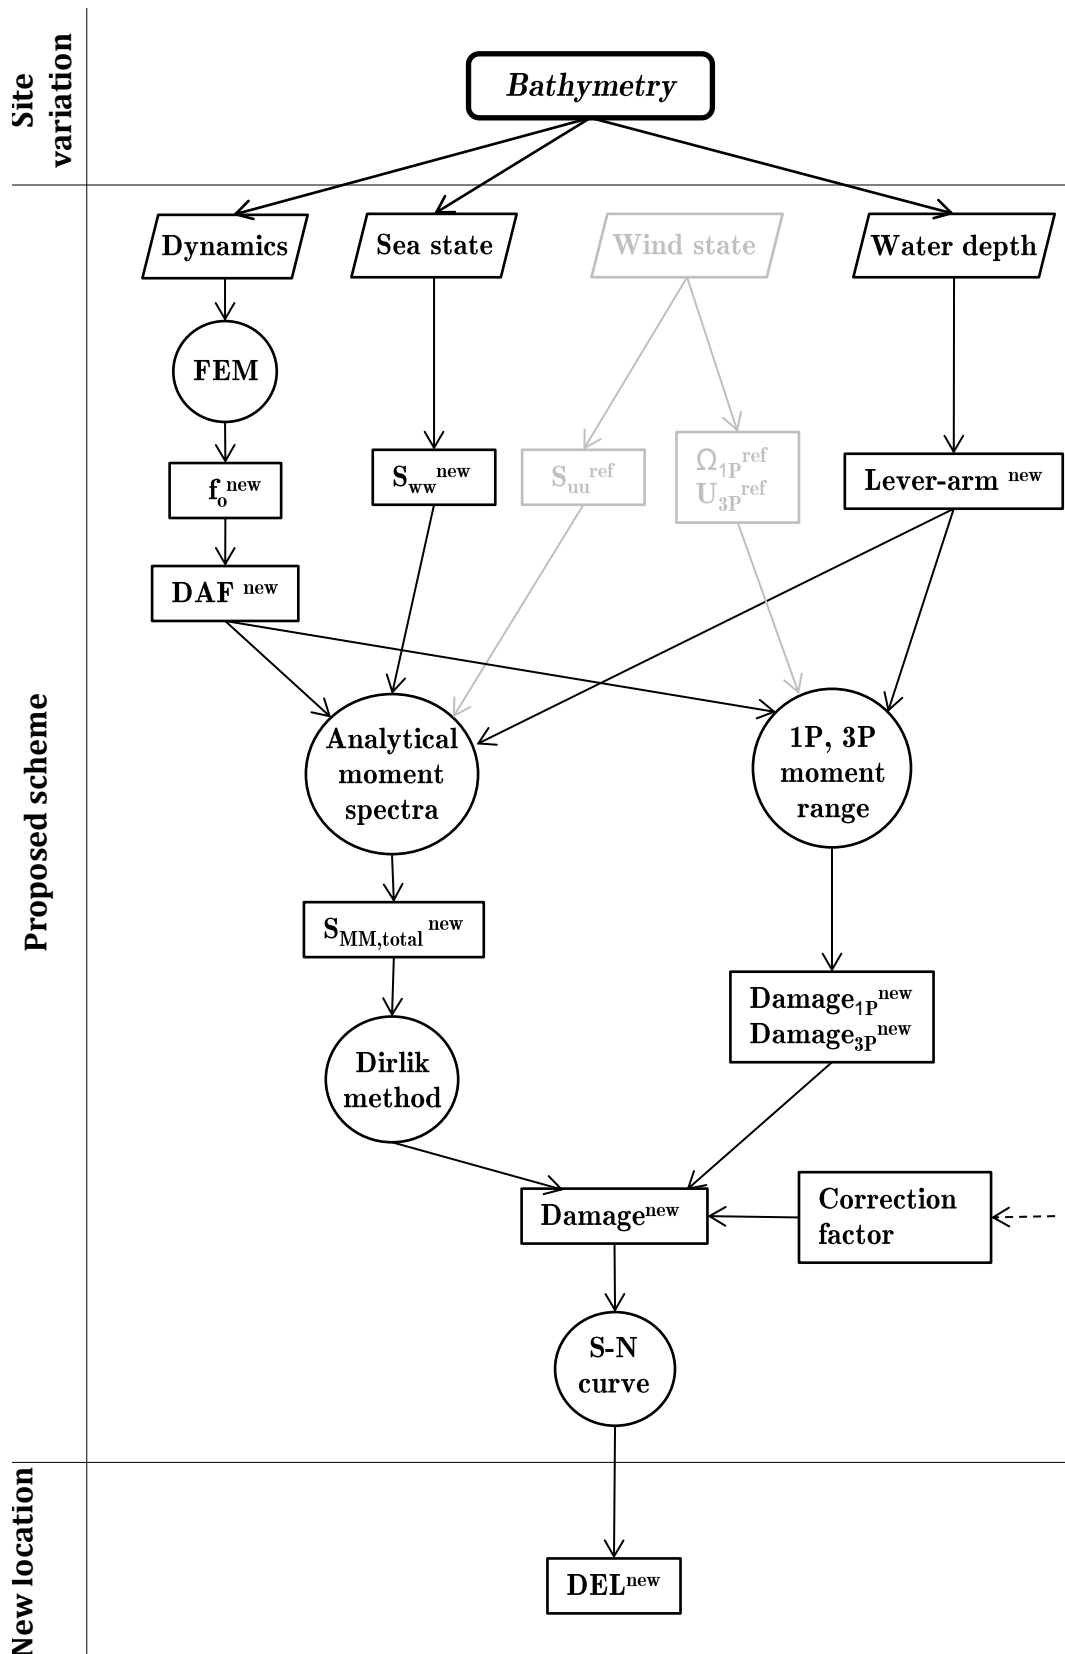 Site
variation
Bathymetry
Dynamics
Sea state
Wind state
Water depth
FEM
f_o^new
S_ww^new
S_uu^ref
Ω_1P^ref
U_3P^ref
Lever-arm ^new
DAF ^new
Proposed scheme
Analytical
moment
spectra
1P, 3P
moment
range
S_MM,total^new
Damage_1P^new
Damage_3P^new
Dirlik
method
Damage^new
Correction
factor
S-N
curve
New location
DEL^new